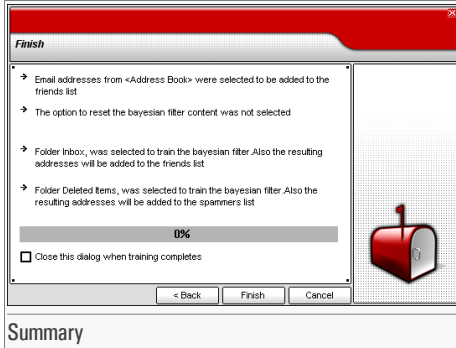 Finish
Email addresses from <Address Book> were selected to be added to the
friends list
The option to reset the bayesian filter content was not selected
Folder Inbox, was selected to train the bayesian filter.Also the resulting
addresses will be added to the friends list
Folder Deleted Items, was selected to train the bayesian filter.Also the
resulting addresses will be added to the spammers list
0%
Close this dialog when training completes
< Back
Finish
Cancel
Summary